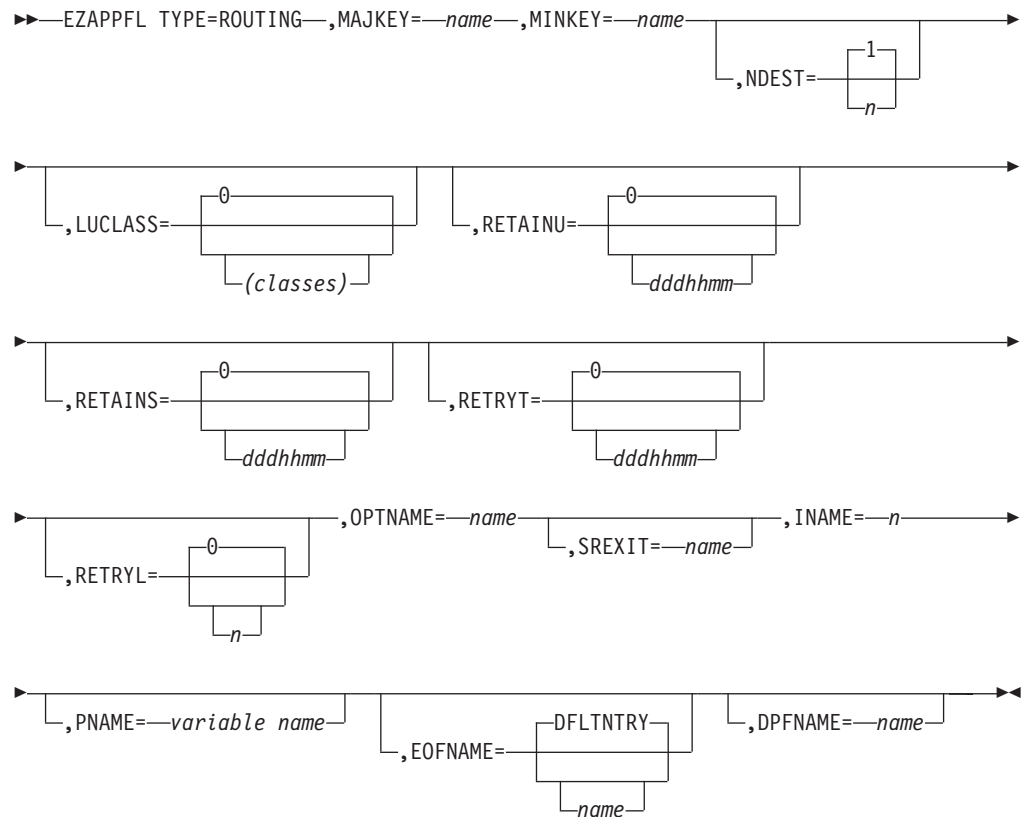 EZAPPFL TYPE=ROUTING ,MAJKEY= name ,MINKEY= name
1
,NDEST=
n
0 0
,LUCLASS= ,RETAINU=
(classes) dddhhmm
0 0
,RETAINS= ,RETRYT=
dddhhmm dddhhmm
,OPTNAME= name ,INAME= n
0 ,SREXIT= name
,RETRYL=
n
,PNAME= variable name DFLTNTRY ,DPFNAME= name
,EOFNAME=
name